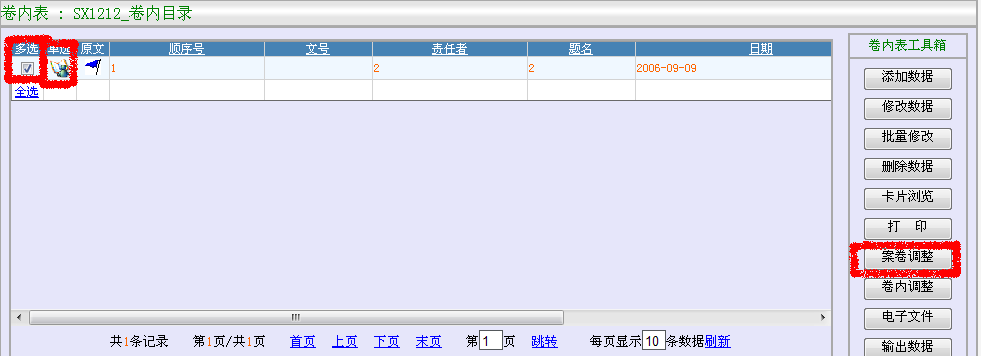 卷内表 : SX1212_卷内目录
多选 单选 原文 顺序号 文号 责任者 题名 日期
1 2 2 2006-09-09
全选
共1条记录 第1页/共1页 首页 上页 下页 末页 第1页 跳转 每页显示10条数据刷新
卷内表工具箱
添加数据
修改数据
批量修改
删除数据
卡片浏览
打 印
案卷调整
卷内调整
电子文件
输出数据